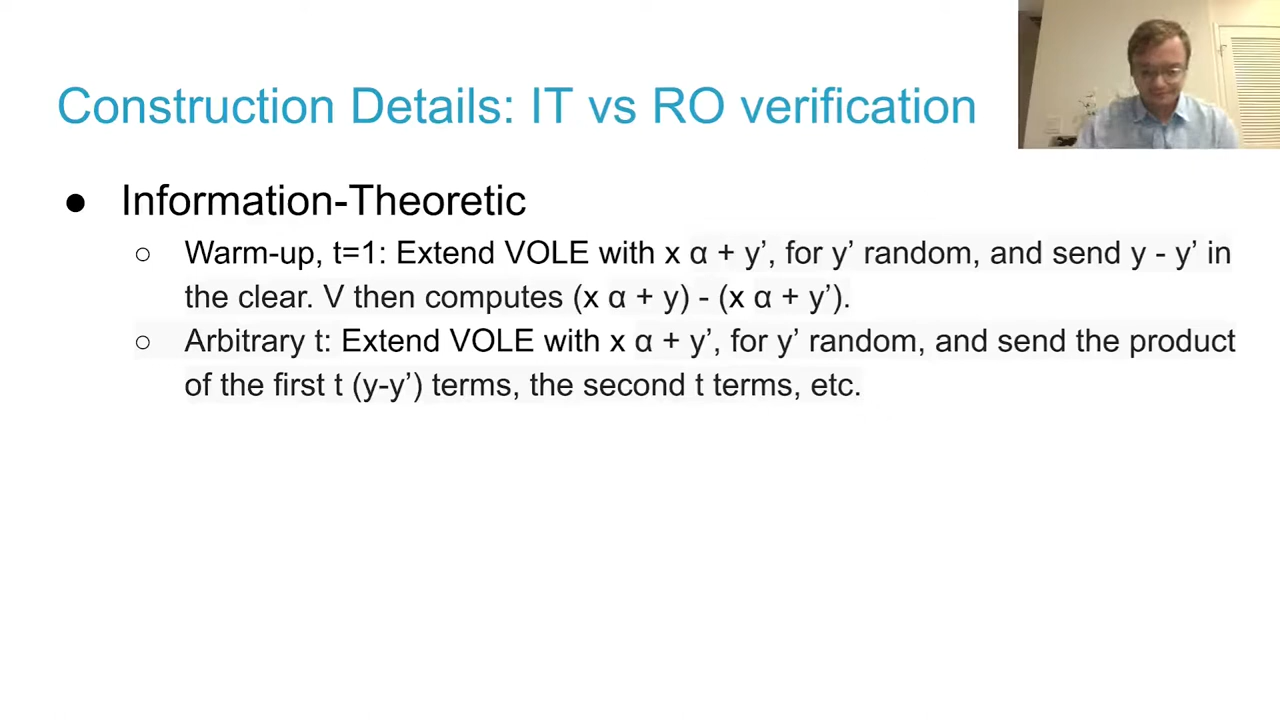 Construction Details: IT vs RO verification
● Information-Theoretic
○ Warm-up, t=1: Extend VOLE with x α + y’, for y’ random, and send y - y’ in
the clear. V then computes (x α + y) - (x α + y’).
○ Arbitrary t: Extend VOLE with x α + y’, for y’ random, and send the product
of the first t (y-y’) terms, the second t terms, etc.